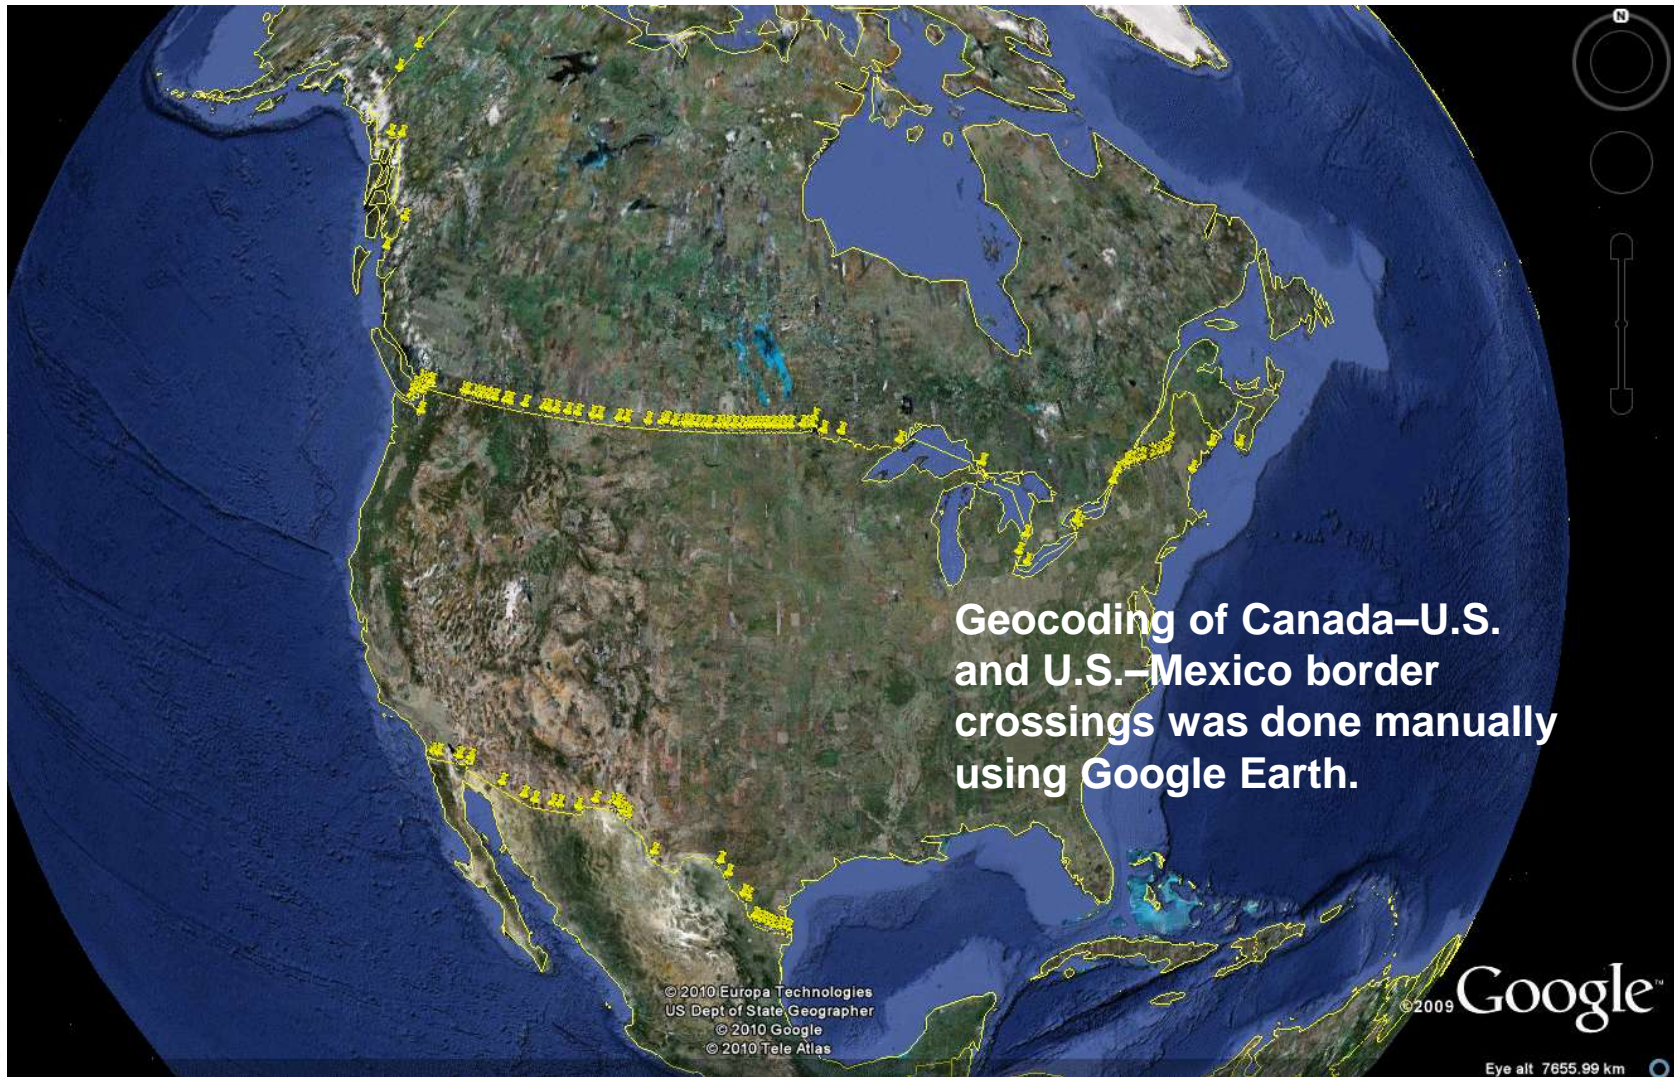 N
Geocoding of Canada–U.S.
and U.S.–Mexico border
crossings was done manually
using Google Earth.
© 2010 Europa Technologies
US Dept of State Geographer
© 2010 Google
© 2010 Tele Atlas
©2009 Google™
Eye alt 7655.99 km